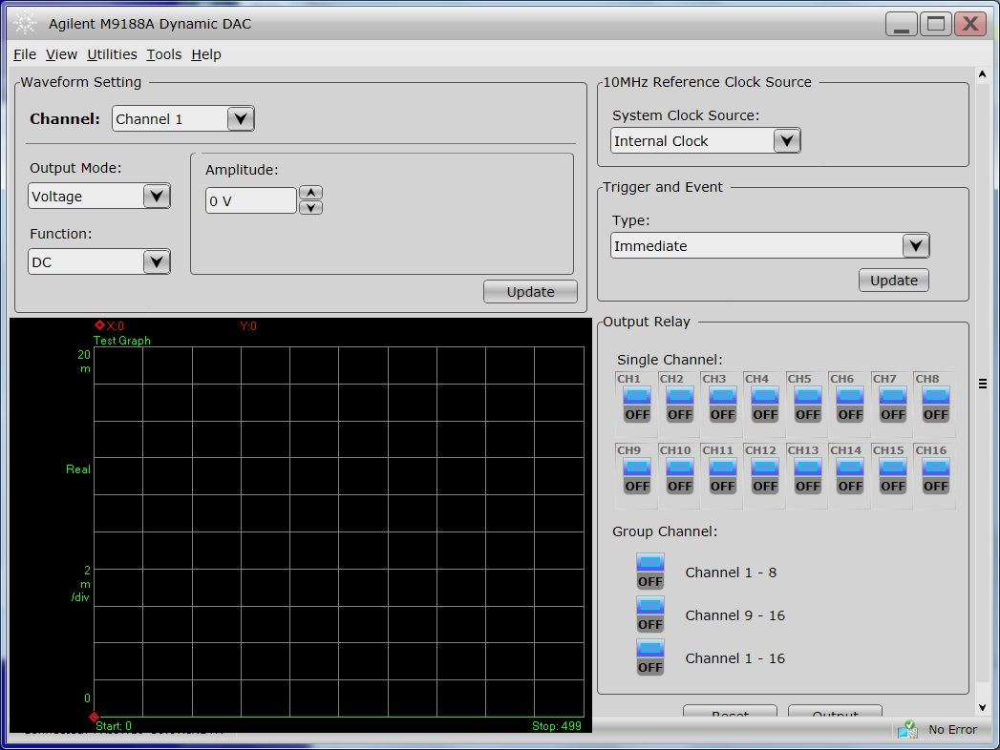 Agilent M9188A Dynamic DAC
File View Utilities Tools Help
Waveform Setting
Channel: Channel 1
Output Mode:
Voltage
Function:
DC
Amplitude:
0 V
Update
10MHz Reference Clock Source
System Clock Source:
Internal Clock
Trigger and Event
Type:
Immediate
Update
X:0 Y:0
Test Graph
20
m
Real
2
m
/div
0
Start: 0 Stop: 499
Output Relay
Single Channel:
CH1 CH2 CH3 CH4 CH5 CH6 CH7 CH8
OFF OFF OFF OFF OFF OFF OFF OFF
CH9 CH10 CH11 CH12 CH13 CH14 CH15 CH16
OFF OFF OFF OFF OFF OFF OFF OFF
Group Channel:
OFF Channel 1 - 8
OFF Channel 9 - 16
OFF Channel 1 - 16
Reset Output
No Error